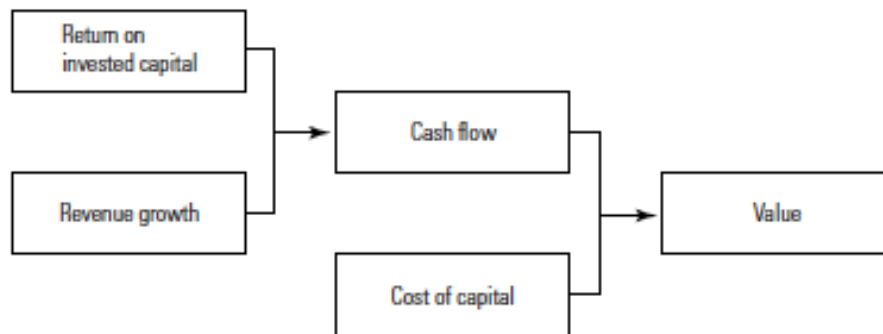 Return on
invested capital
Cash flow
Revenue growth
Value
Cost of capital